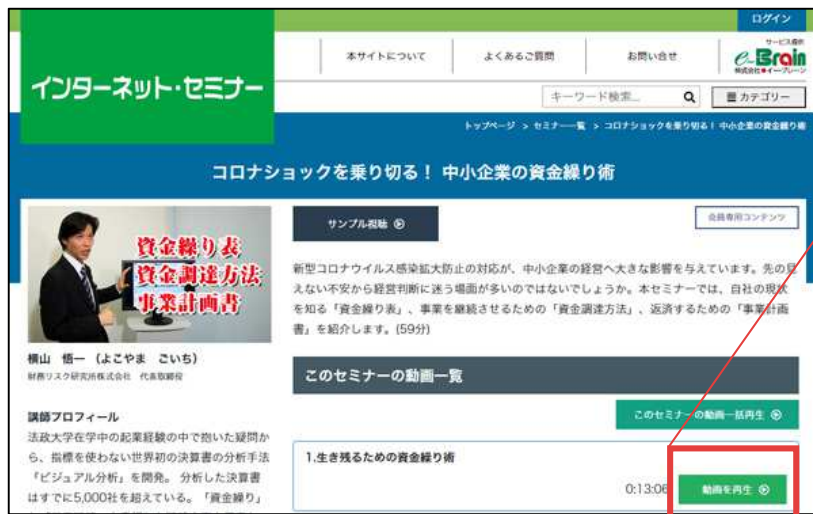 ログイン
インターネット・セミナー
本サイトについて
よくあるご質問
お問い合せ
サービス提供
e-Brain
株式会社●イー・ブレーン
キーワード検索...
カテゴリー
トップページ > セミナー一覧 > コロナショックを乗り切る! 中小企業の資金繰り術
コロナショックを乗り切る! 中小企業の資金繰り術
資金繰り表
資金調達方法
事業計画書
横山 悟一 (よこやま ごいち)
財務リスク研究所株式会社 代表取締役
講師プロフィール
法政大学在学中の起業経験の中で抱いた疑問か
ら、指標を使わない世界初の決算書の分析手法
『ビジュアル分析』を開発。 分析した決算書
はすでに5,000社を超えている。「資金繰り」
サンプル視聴
会員専用コンテンツ
新型コロナウイルス感染拡大防止の対応が、中小企業の経営へ大きな影響を与えています。先の見
えない不安から経営判断に迷う場面が多いのではないでしょうか。本セミナーでは、自社の現状
を知る「資金繰り表」、事業を継続させるための「資金調達方法」、返済するための「事業計画
書」を紹介します。(59分)
このセミナーの動画一覧
このセミナーの動画一括再生
1.生き残るための資金繰り術
0:13:06
動画を再生